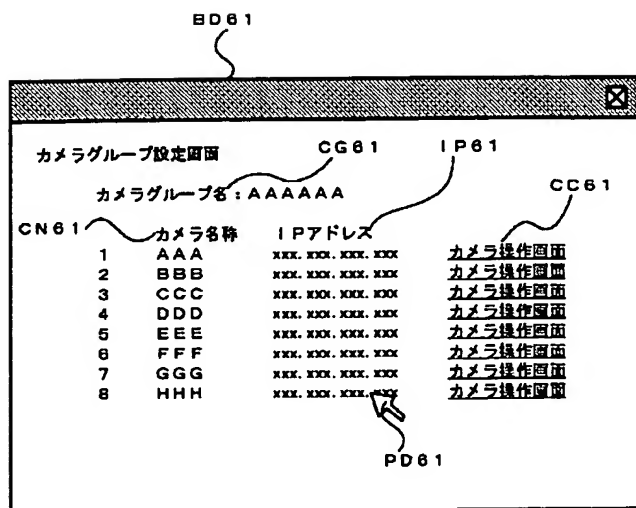 BD61
カメラグループ設定画面
CG61
IP61
カメラグループ名：AAAAAA
CC61
CN61
カメラ名称 IPアドレス
1 AAA xxx.xxx.xxx.xxx カメラ操作画面
2 BBB xxx.xxx.xxx.xxx カメラ操作画面
3 CCC xxx.xxx.xxx.xxx カメラ操作画面
4 DDD xxx.xxx.xxx.xxx カメラ操作画面
5 EEE xxx.xxx.xxx.xxx カメラ操作画面
6 FFF xxx.xxx.xxx.xxx カメラ操作画面
7 GGG xxx.xxx.xxx.xxx カメラ操作画面
8 HHH xxx.xxx.xxx.xxx カメラ操作画面
PD61